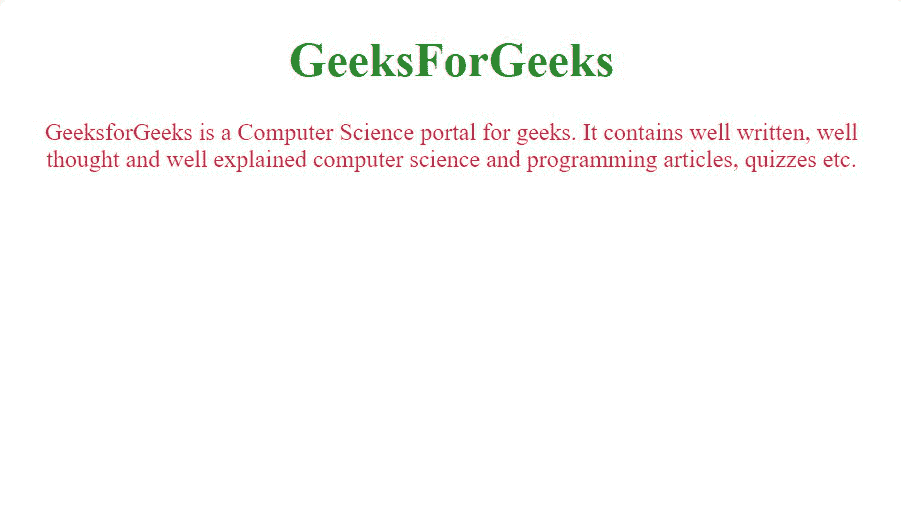 GeeksForGeeks
GeeksforGeeks is a Computer Science portal for geeks. It contains well written, well
thought and well explained computer science and programming articles, quizzes etc.